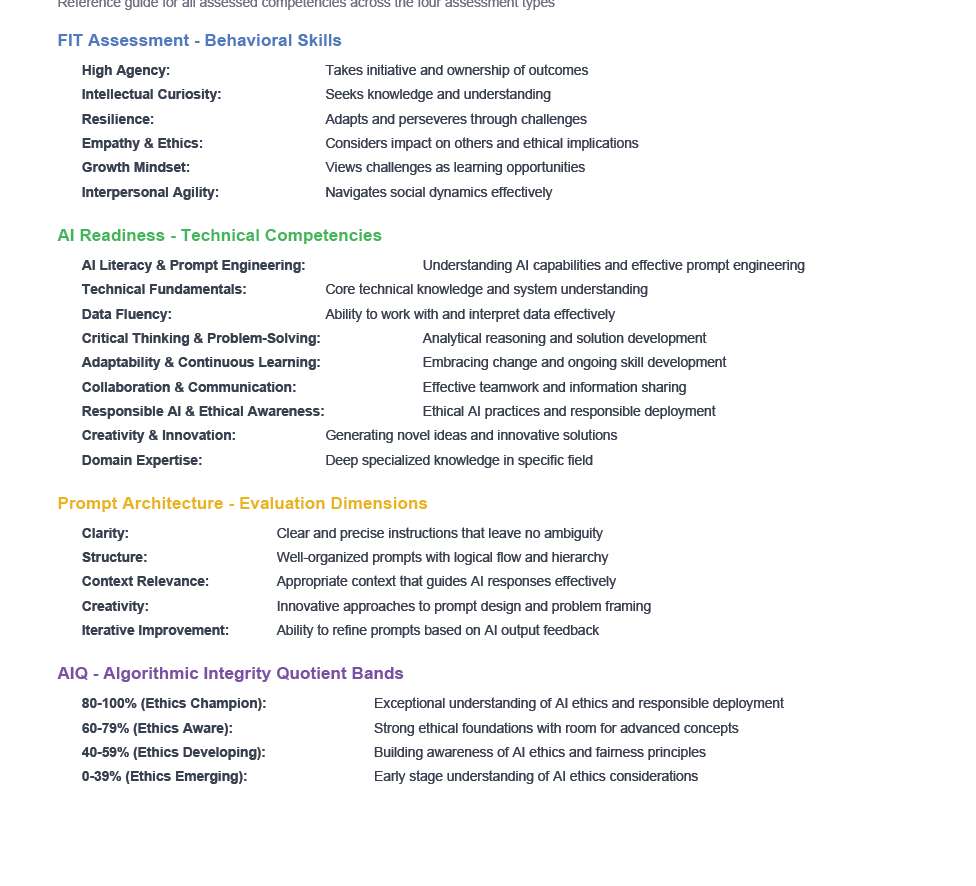 Reference guide for all assessed competencies across the four assessment types
FIT Assessment - Behavioral Skills
High Agency: Takes initiative and ownership of outcomes
Intellectual Curiosity: Seeks knowledge and understanding
Resilience: Adapts and perseveres through challenges
Empathy & Ethics: Considers impact on others and ethical implications
Growth Mindset: Views challenges as learning opportunities
Interpersonal Agility: Navigates social dynamics effectively
AI Readiness - Technical Competencies
AI Literacy & Prompt Engineering: Understanding AI capabilities and effective prompt engineering
Technical Fundamentals: Core technical knowledge and system understanding
Data Fluency: Ability to work with and interpret data effectively
Critical Thinking & Problem-Solving: Analytical reasoning and solution development
Adaptability & Continuous Learning: Embracing change and ongoing skill development
Collaboration & Communication: Effective teamwork and information sharing
Responsible AI & Ethical Awareness: Ethical AI practices and responsible deployment
Creativity & Innovation: Generating novel ideas and innovative solutions
Domain Expertise: Deep specialized knowledge in specific field
Prompt Architecture - Evaluation Dimensions
Clarity: Clear and precise instructions that leave no ambiguity
Structure: Well-organized prompts with logical flow and hierarchy
Context Relevance: Appropriate context that guides AI responses effectively
Creativity: Innovative approaches to prompt design and problem framing
Iterative Improvement: Ability to refine prompts based on AI output feedback
AIQ - Algorithmic Integrity Quotient Bands
80-100% (Ethics Champion): Exceptional understanding of AI ethics and responsible deployment
60-79% (Ethics Aware): Strong ethical foundations with room for advanced concepts
40-59% (Ethics Developing): Building awareness of AI ethics and fairness principles
0-39% (Ethics Emerging): Early stage understanding of AI ethics considerations